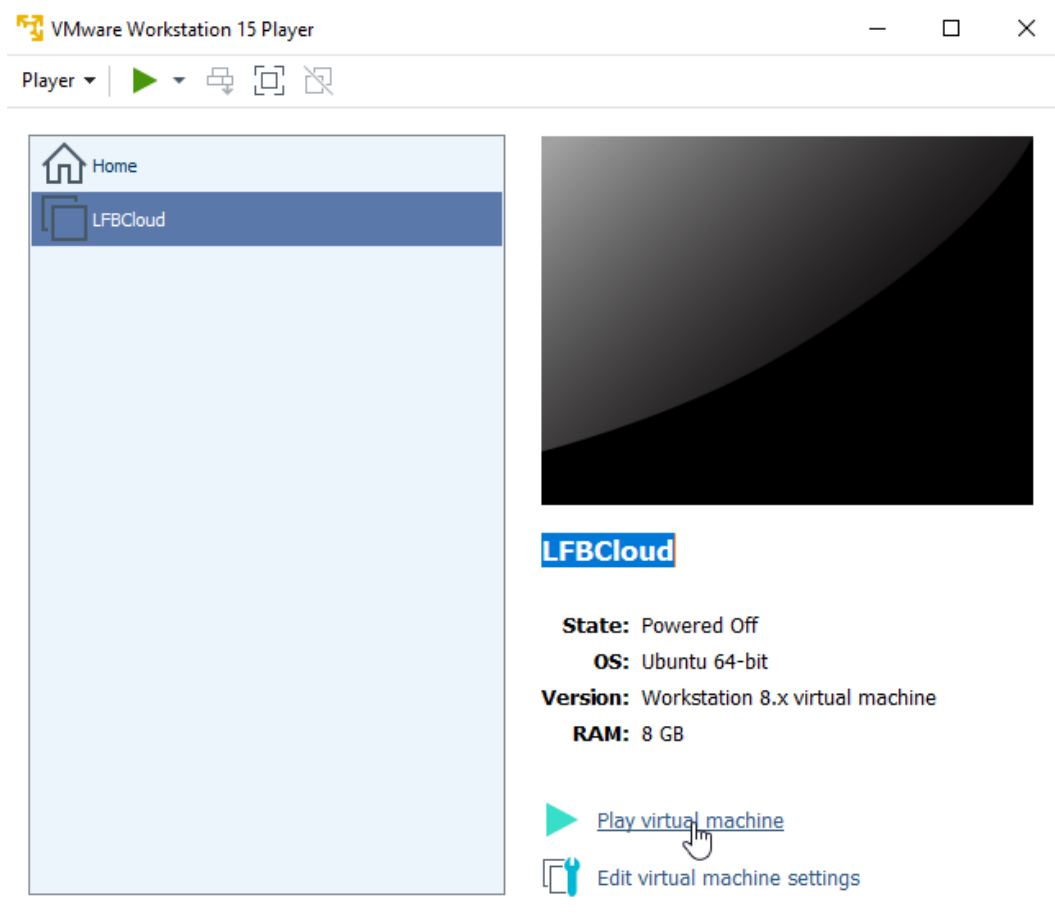 VMware Workstation 15 Player
Player
Home
LFBCloud
LFBCloud
State: Powered Off
OS: Ubuntu 64-bit
Version: Workstation 8.x virtual machine
RAM: 8 GB
Play virtual machine
Edit virtual machine settings